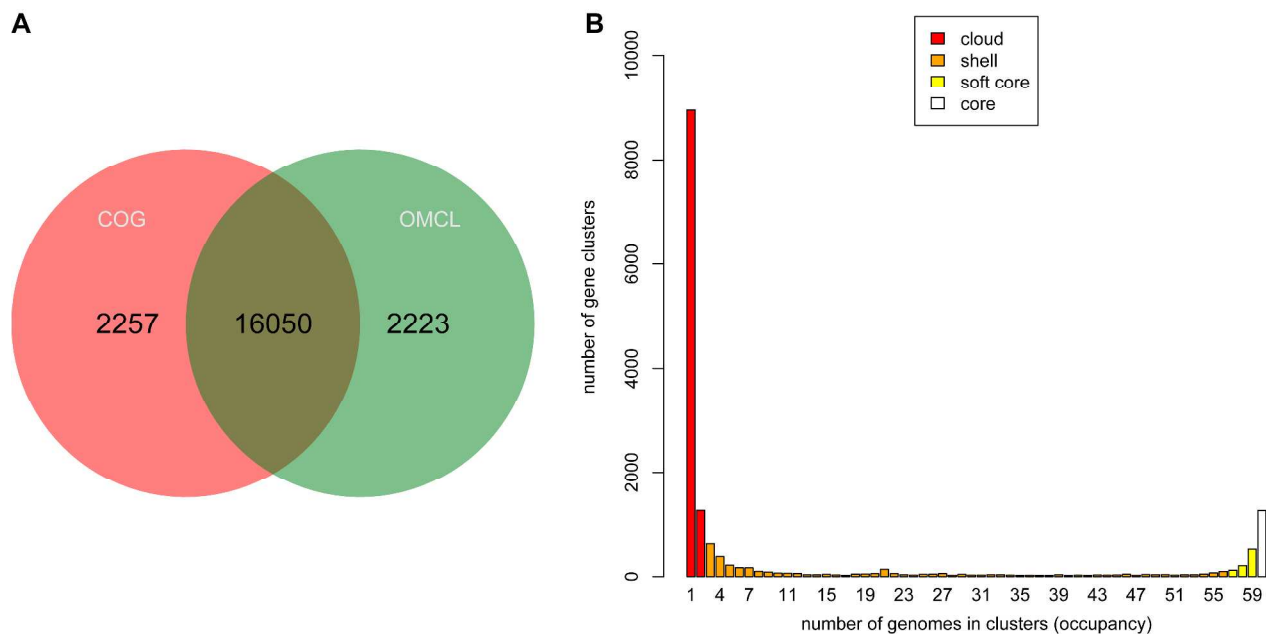 A
COG
OMCL
2257
16050
2223
B
cloud
shell
soft core
core
number of gene clusters
10000
8000
6000
4000
2000
0
1 4 7 11 15 19 23 27 31 35 39 43 47 51 55 59
number of genomes in clusters (occupancy)